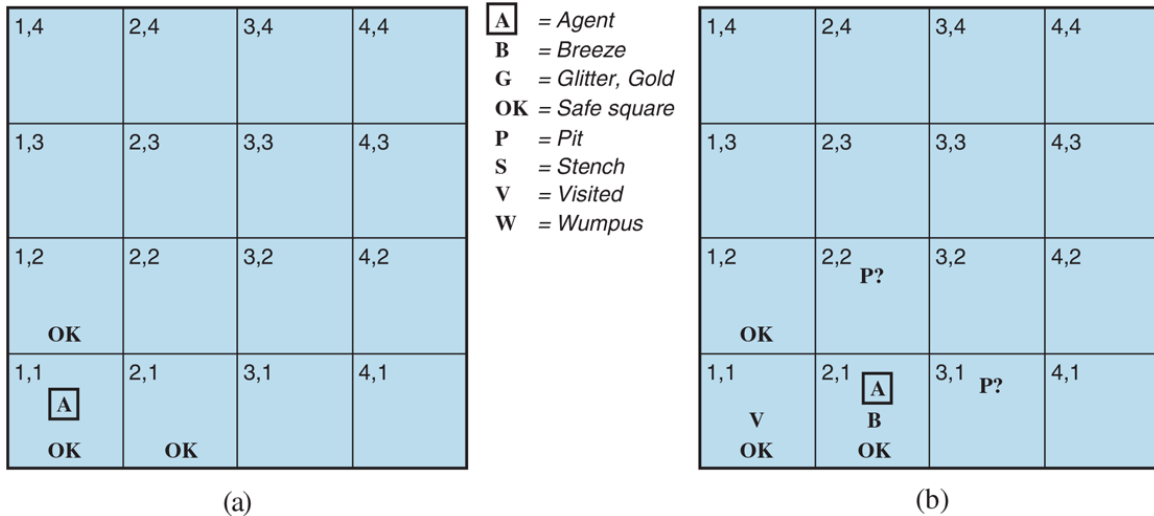 1,4 2,4 3,4 4,4
1,3 2,3 3,3 4,3
1,2 2,2 3,2 4,2
OK
1,1 2,1 3,1 4,1
A
OK OK
(a)
A = Agent
B = Breeze
G = Glitter, Gold
OK = Safe square
P = Pit
S = Stench
V = Visited
W = Wumpus
1,4 2,4 3,4 4,4
1,3 2,3 3,3 4,3
1,2 2,2 3,2 4,2
P?
OK
1,1 2,1 A 3,1 P? 4,1
V B
OK OK
(b)